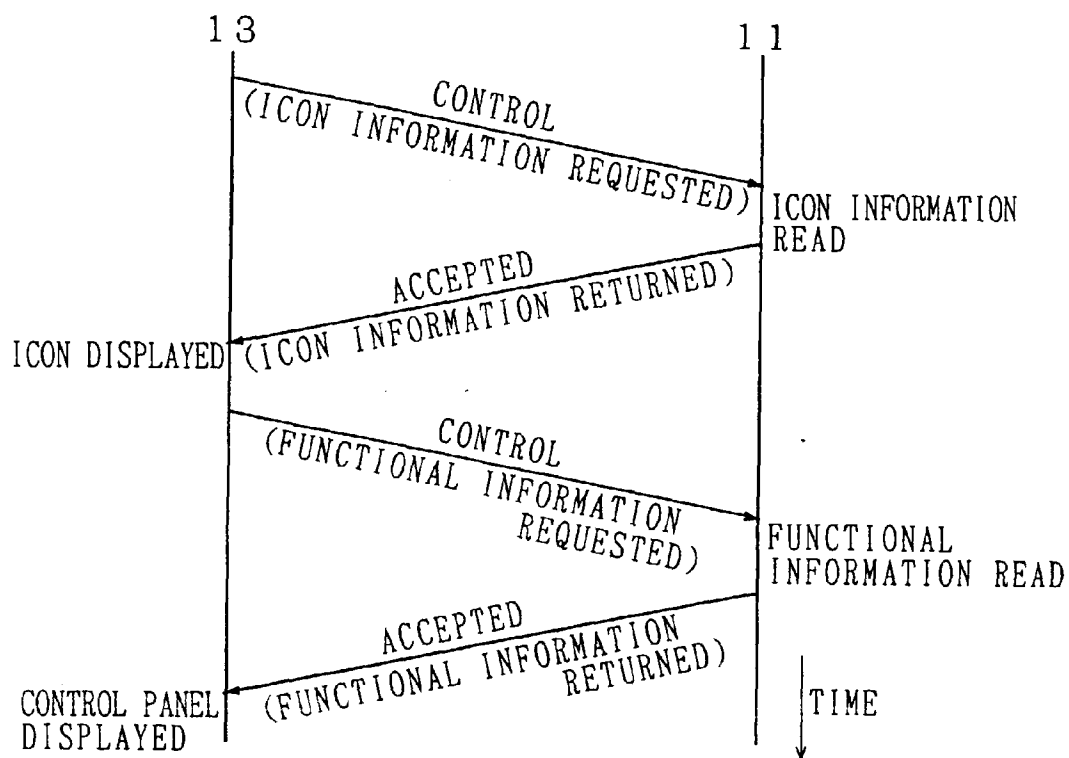 13
11
CONTROL
(ICON INFORMATION REQUESTED)
ICON INFORMATION
READ
ACCEPTED
(ICON INFORMATION RETURNED)
ICON DISPLAYED
CONTROL
(FUNCTIONAL INFORMATION
REQUESTED)
FUNCTIONAL
INFORMATION READ
ACCEPTED
(FUNCTIONAL INFORMATION
RETURNED)
CONTROL PANEL
DISPLAYED
TIME